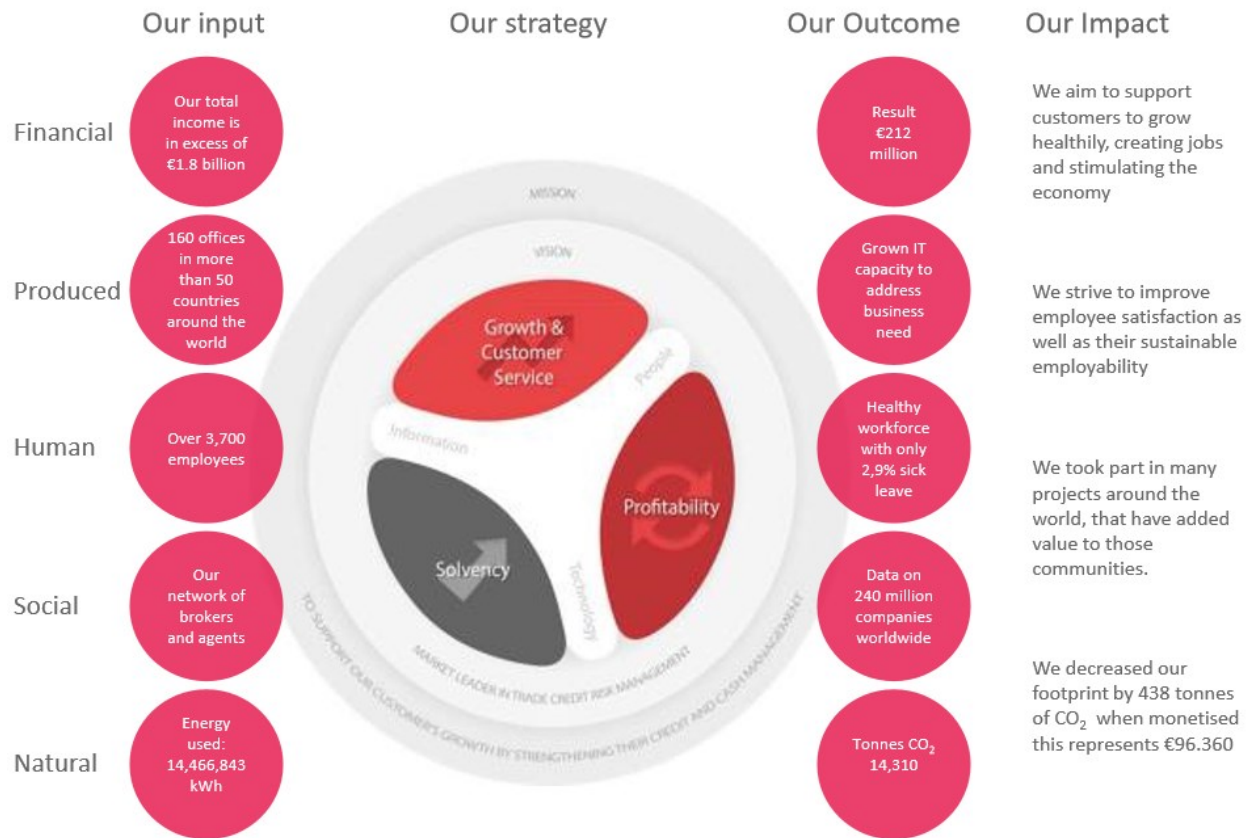 Our input
Our strategy
Our Outcome
Our Impact
Financial
Our total
income is
in excess of
€1.8 billion
Result
€212
million
We aim to support
customers to grow
healthily, creating jobs
and stimulating the
economy
MISSION
VISION
Produced
160 offices
in more
than 50
countries
around the
world
Growth &
Customer
Service
People
Grown IT
capacity to
address
business
need
We strive to improve
employee satisfaction as
well as their sustainable
employability
Human
Over 3,700
employees
Information
Profitability
Healthy
workforce
with only
2,9% sick
leave
We took part in many
projects around the
world, that have added
value to those
communities.
Social
Our
network of
brokers
and agents
Solvency
Technology
Data on
240 million
companies
worldwide
MARKET LEADER IN TRADE CREDIT RISK MANAGEMENT
TO SUPPORT OUR CUSTOMER'S GROWTH BY STRENGTHENING THEIR CREDIT AND CASH MANAGEMENT
Natural
Energy
used:
14,466,843
kWh
Tonnes CO₂
14,310
We decreased our
footprint by 438 tonnes
of CO₂ when monetised
this represents €96.360